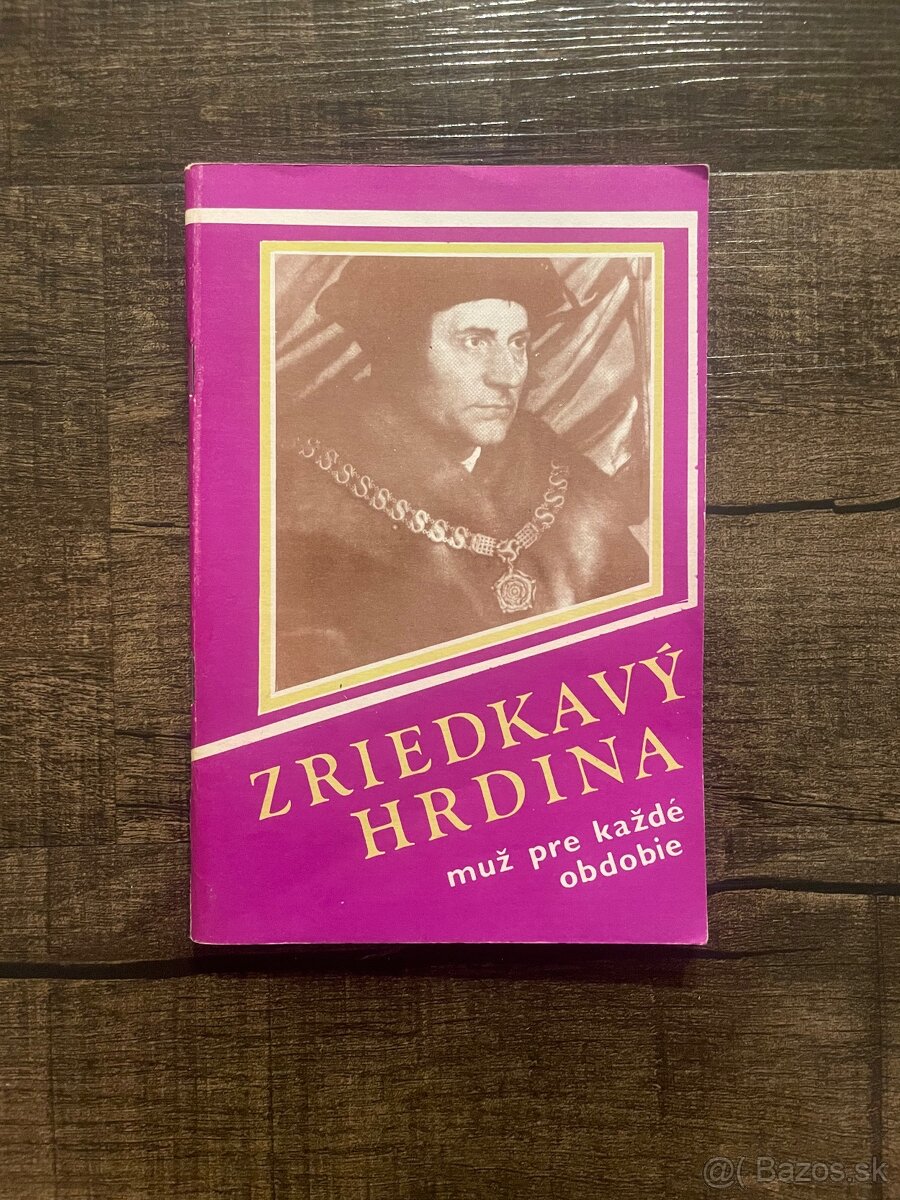 ZRIEDKAVÝ
HRDINA
muž pre každé
obdobie
@( Bazos.sk